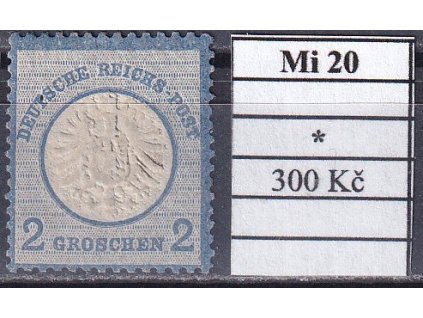 DEUTSCHE REICHS-POST
2 GROSCHEN 2
Mi 20
*
300 Kč